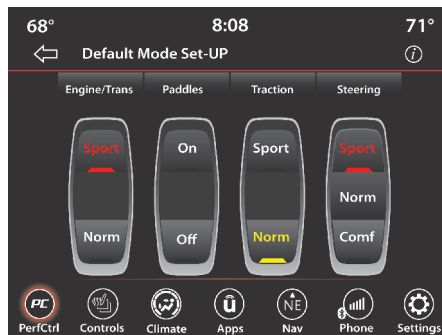 68° 8:08 71°
Default Mode Set-UP i
Engine/Trans Paddles Traction Steering
Sport On Sport Sport
Norm
Norm Off Norm Comf
PC û NE
PerfCtrl Controls Climate Apps Nav Phone Settings